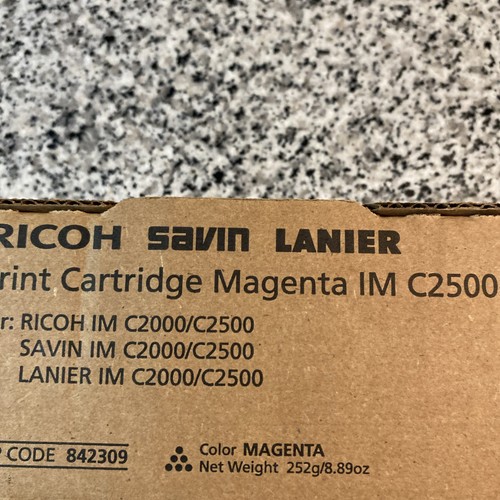 RICOH savin LANIER
rint Cartridge Magenta IM C2500
r: RICOH IM C2000/C2500
SAVIN IM C2000/C2500
LANIER IM C2000/C2500
P CODE 842309
Color MAGENTA
Net Weight 252g/8.89oz